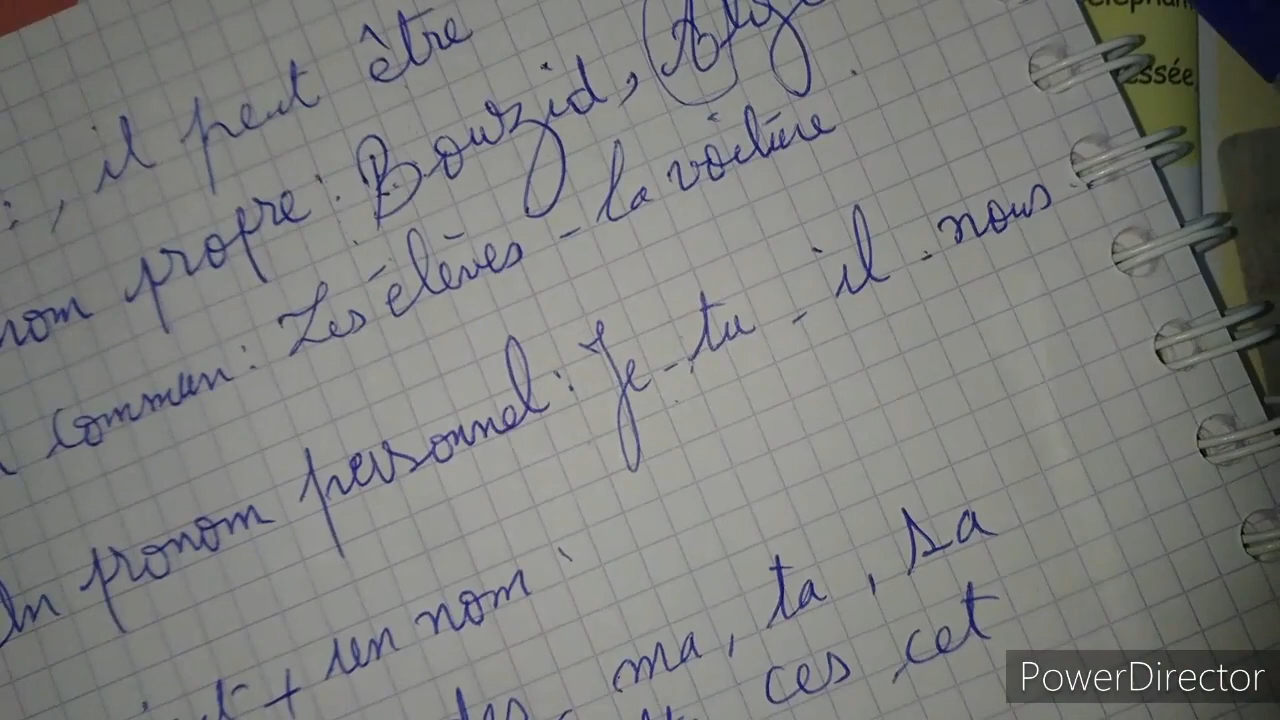 il peut être
nom propre : Bouzid,
commun : Les élèves - la voiture.
Un pronom personnel : Je - tu - il - nous
+ un nom :
ma, ta, sa
ces cet
ssée
PowerDirector